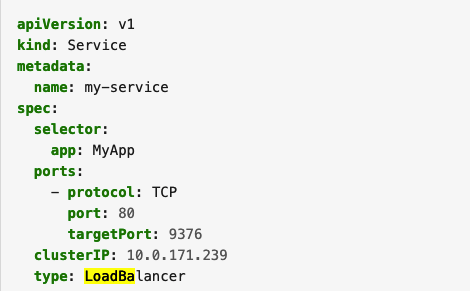 apiVersion: v1
kind: Service
metadata:
  name: my-service
spec:
  selector:
    app: MyApp
  ports:
    - protocol: TCP
      port: 80
      targetPort: 9376
  clusterIP: 10.0.171.239
  type: LoadBalancer